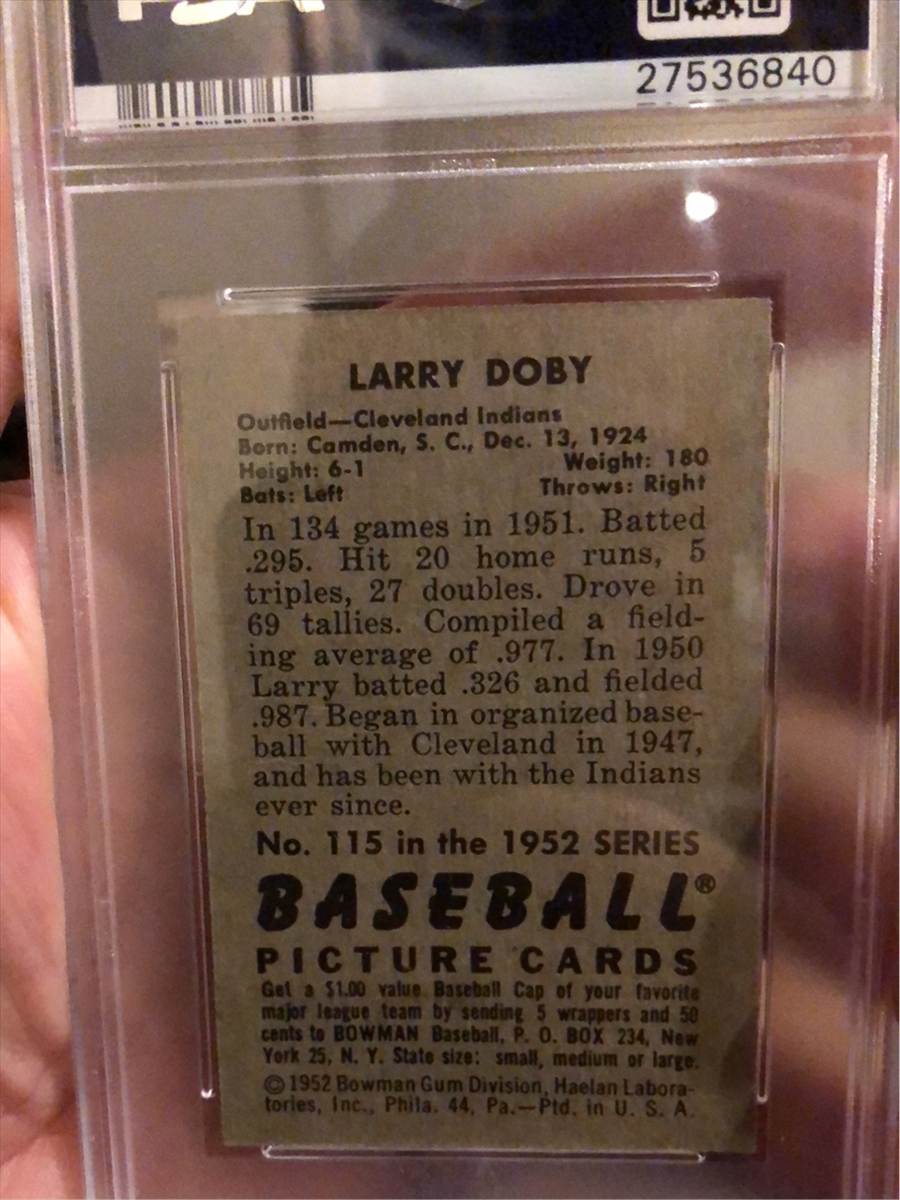 PSA
27536840
LARRY DOBY
Outfield—Cleveland Indians
Born: Camden, S. C., Dec. 13, 1924
Height: 6-1 Weight: 180
Bats: Left Throws: Right
In 134 games in 1951. Batted
.295. Hit 20 home runs, 5
triples, 27 doubles. Drove in
69 tallies. Compiled a field-
ing average of .977. In 1950
Larry batted .326 and fielded
.987. Began in organized base-
ball with Cleveland in 1947,
and has been with the Indians
ever since.
No. 115 in the 1952 SERIES
BASEBALL®
PICTURE CARDS
Get a $1.00 value Baseball Cap of your favorite
major league team by sending 5 wrappers and 50
cents to BOWMAN Baseball, P. O. BOX 234, New
York 25, N. Y. State size: small, medium or large.
©1952 Bowman Gum Division, Haelan Labora-
tories, Inc., Phila. 44, Pa.—Ptd. in U. S. A.